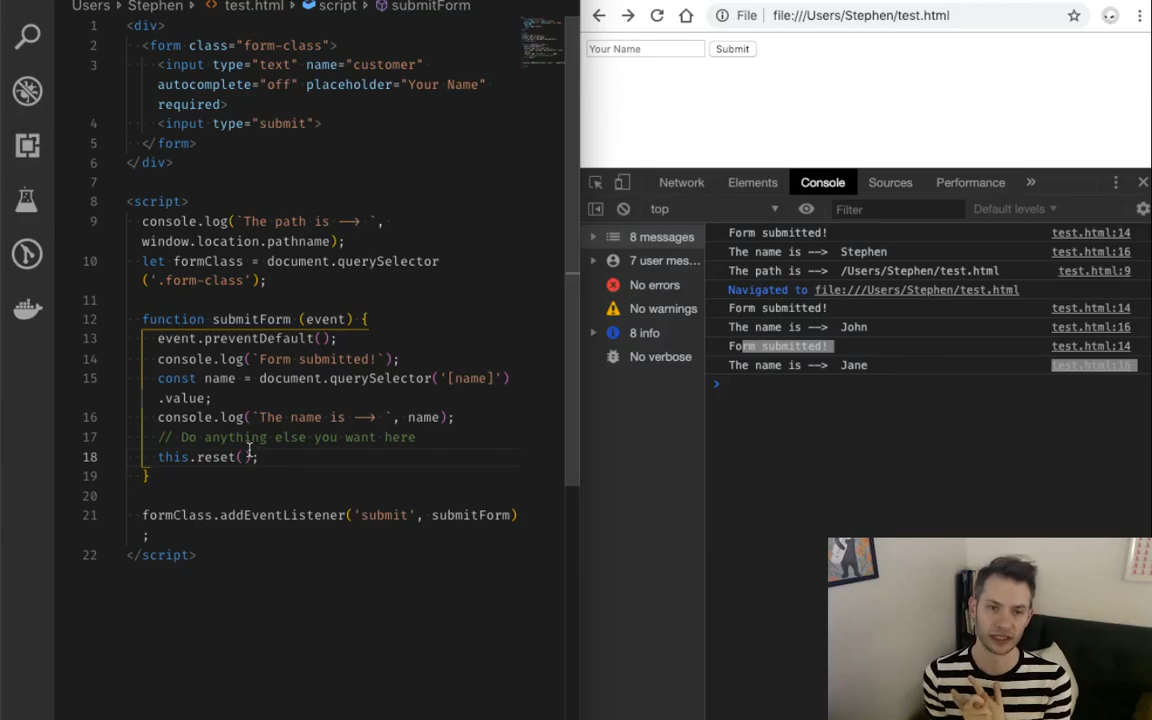 Users > Stephen > <> test.html > script > submitForm
1 <div>
2 <form class="form-class">
3 <input type="text" name="customer"
autocomplete="off" placeholder="Your Name"
required>
4 <input type="submit">
5 </form>
6 </div>
7
8 <script>
9 console.log(`The path is --> `,
window.location.pathname);
10 let formClass = document.querySelector
('.form-class');
11
12 function submitForm (event) {
13 event.preventDefault();
14 console.log(`Form submitted!`);
15 const name = document.querySelector('[name]')
.value;
16 console.log(`The name is --> `, name);
17 // Do anything else you want here
18 this.reset();
19 }
20
21 formClass.addEventListener('submit', submitForm)
;
22 </script>
File file:///Users/Stephen/test.html
Your Name Submit
Network Elements Console Sources Performance »
top Filter Default levels
8 messages
7 user mes...
No errors
No warnings
8 info
No verbose
Form submitted! test.html:14
The name is --> Stephen test.html:16
The path is --> /Users/Stephen/test.html test.html:9
Navigated to file:///Users/Stephen/test.html
Form submitted! test.html:14
The name is --> John test.html:16
Form submitted! test.html:14
The name is --> Jane test.html:16
>